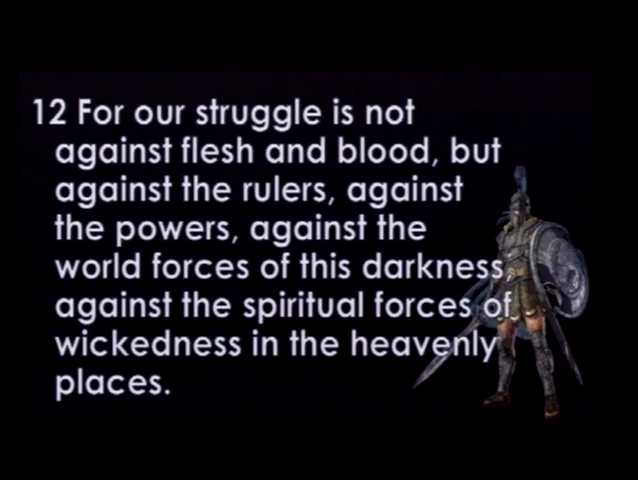 12 For our struggle is not
against flesh and blood, but
against the rulers, against
the powers, against the
world forces of this darkness,
against the spiritual forces of
wickedness in the heavenly
places.